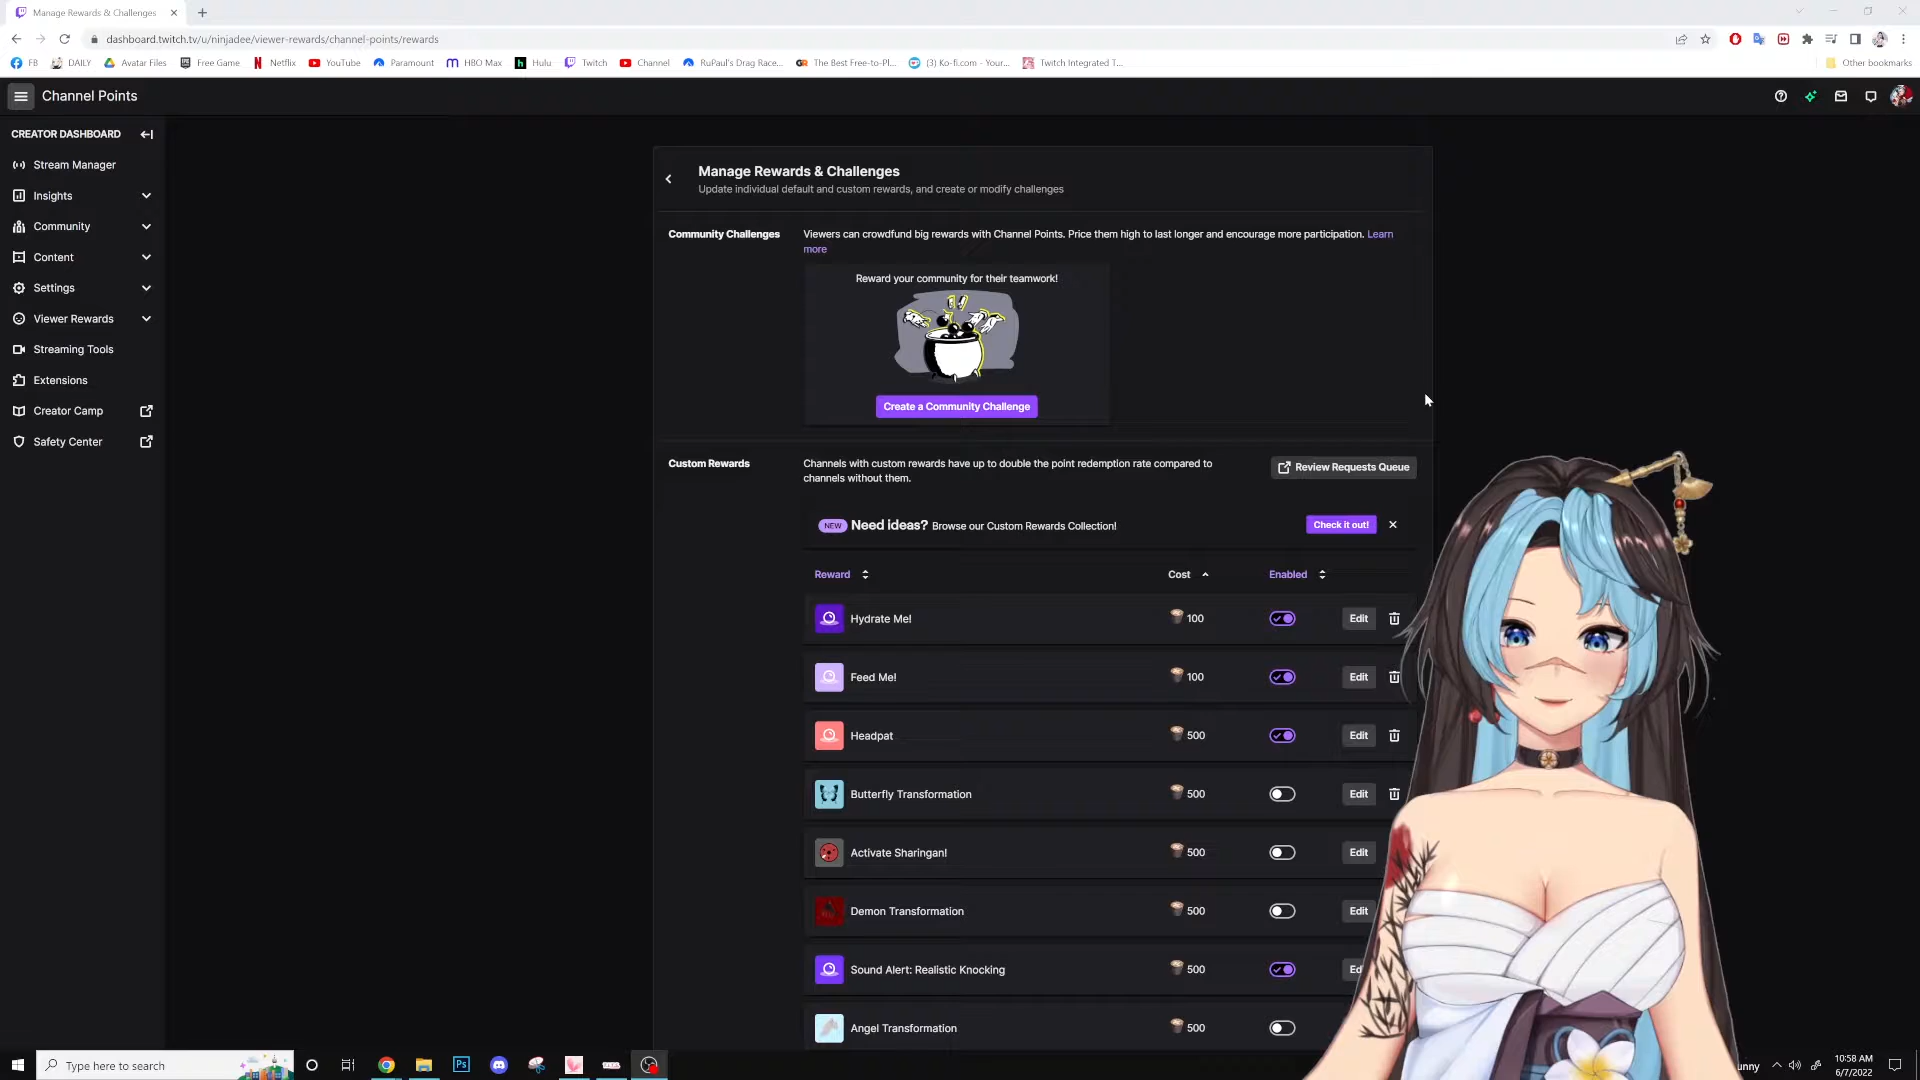 Manage Rewards & Challenges
dashboard.twitch.tv/u/ninjadee/viewer-rewards/channel-points/rewards
FB DAILY Avatar Files Free Game Netflix YouTube Paramount HBO Max Hulu Twitch Channel RuPaul's Drag Race... The Best Free-to-Pl... (3) Ko-fi.com - Your... Twitch Integrated T... Other bookmarks
Channel Points
CREATOR DASHBOARD
Stream Manager
Insights
Community
Content
Settings
Viewer Rewards
Streaming Tools
Extensions
Creator Camp
Safety Center
Manage Rewards & Challenges
Update individual default and custom rewards, and create or modify challenges
Community Challenges
Viewers can crowdfund big rewards with Channel Points. Price them high to last longer and encourage more participation. Learn
more
Reward your community for their teamwork!
Create a Community Challenge
Custom Rewards
Channels with custom rewards have up to double the point redemption rate compared to
channels without them.
Review Requests Queue
NEW Need ideas? Browse our Custom Rewards Collection! Check it out!
Reward Cost Enabled
Hydrate Me! 100 Edit
Feed Me! 100 Edit
Headpat 500 Edit
Butterfly Transformation 500 Edit
Activate Sharingan! 500 Edit
Demon Transformation 500 Edit
Sound Alert: Realistic Knocking 500 Ed
Angel Transformation 500
Type here to search
Ps
unny
10:58 AM
6/7/2022